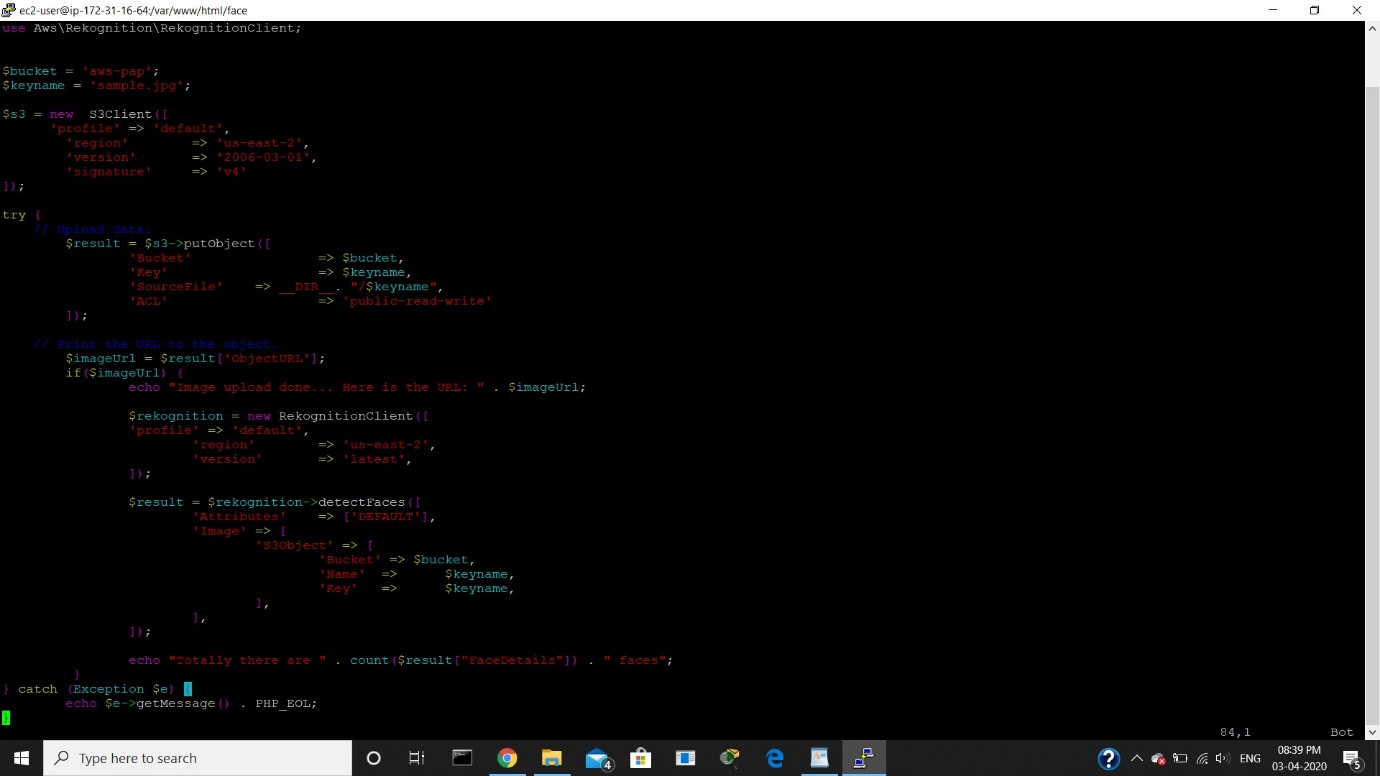 ec2-user@ip-172-31-16-64:/var/www/html/face
use Aws\Rekognition\RekognitionClient;
$bucket = 'aws-pap';
$keyname = 'sample.jpg';
$s3 = new  S3Client([
'profile' => 'default',
'region' => 'us-east-2',
'version' => '2006-03-01',
'signature' => 'v4'
]);
try {
// Upload data.
$result = $s3->putObject([
'Bucket' => $bucket,
'Key' => $keyname,
'SourceFile' => __DIR__. "/$keyname",
'ACL' => 'public-read-write'
]);
// Print the URL to the object.
$imageUrl = $result['ObjectURL'];
if($imageUrl) {
echo "Image upload done... Here is the URL: " . $imageUrl;
$rekognition = new RekognitionClient([
'profile' => 'default',
'region' => 'us-east-2',
'version' => 'latest',
]);
$result = $rekognition->detectFaces([
'Attributes' => ['DEFAULT'],
'Image' => [
'S3Object' => [
'Bucket' => $bucket,
'Name' => $keyname,
'Key' => $keyname,
],
],
]);
echo "Totally there are " . count($result["FaceDetails"]) . " faces";
}
} catch (Exception $e) {
echo $e->getMessage() . PHP_EOL;
}
84,1 Bot
Type here to search
4
ENG
08:39 PM
03-04-2020
5